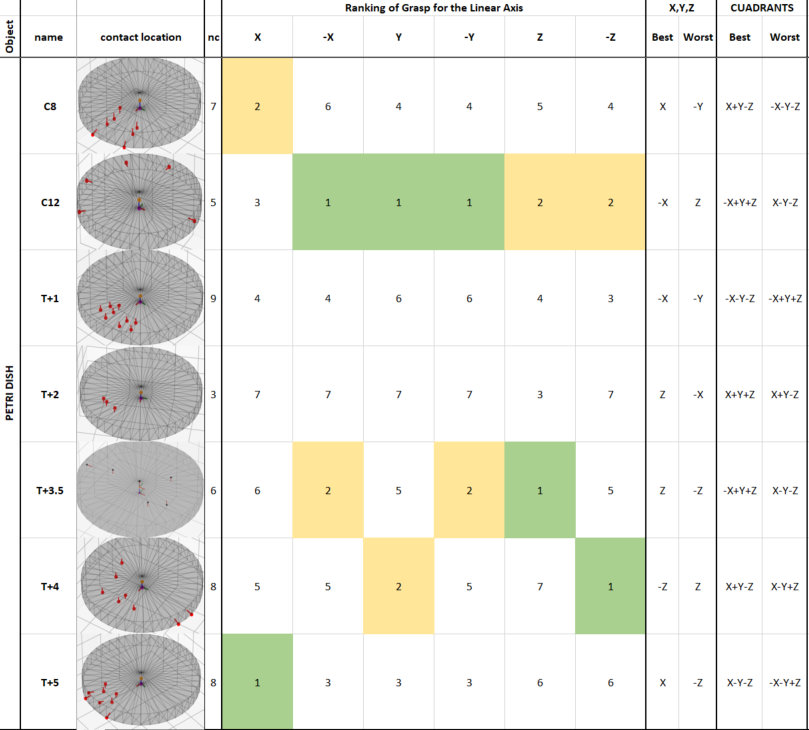 Ranking of Grasp for the Linear Axis X,Y,Z CUADRANTS
Object name contact location nc X -X Y -Y Z -Z Best Worst Best Worst
PETRI DISH
C8 7 2 6 4 4 5 4 X -Y X+Y-Z -X-Y-Z
C12 5 3 1 1 1 2 2 -X Z -X+Y+Z X-Y-Z
T+1 9 4 4 6 6 4 3 -X -Y -X-Y-Z -X+Y+Z
T+2 3 7 7 7 7 3 7 Z -X X+Y+Z X+Y-Z
T+3.5 6 6 2 5 2 1 5 Z -Z -X+Y+Z X-Y-Z
T+4 8 5 5 2 5 7 1 -Z Z X+Y-Z X-Y+Z
T+5 8 1 3 3 3 6 6 X -Z X-Y-Z -X-Y+Z